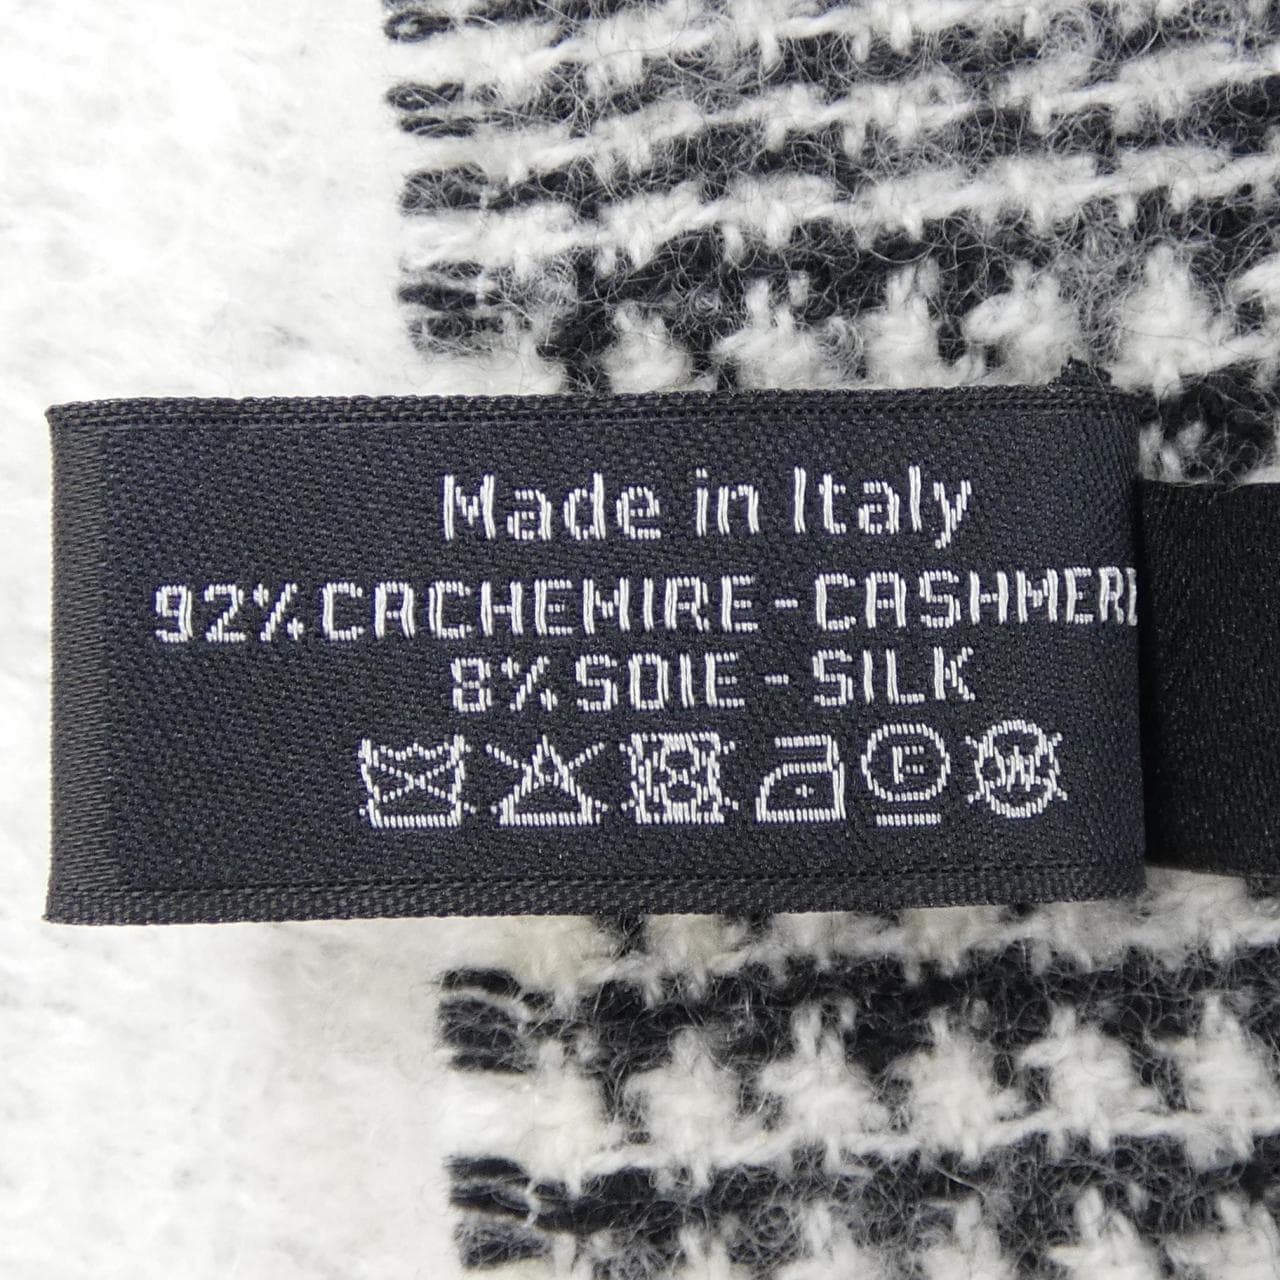 Made in Italy
92% CACHEMIRE - CASHMERE
8% SOIE - SILK
F
W